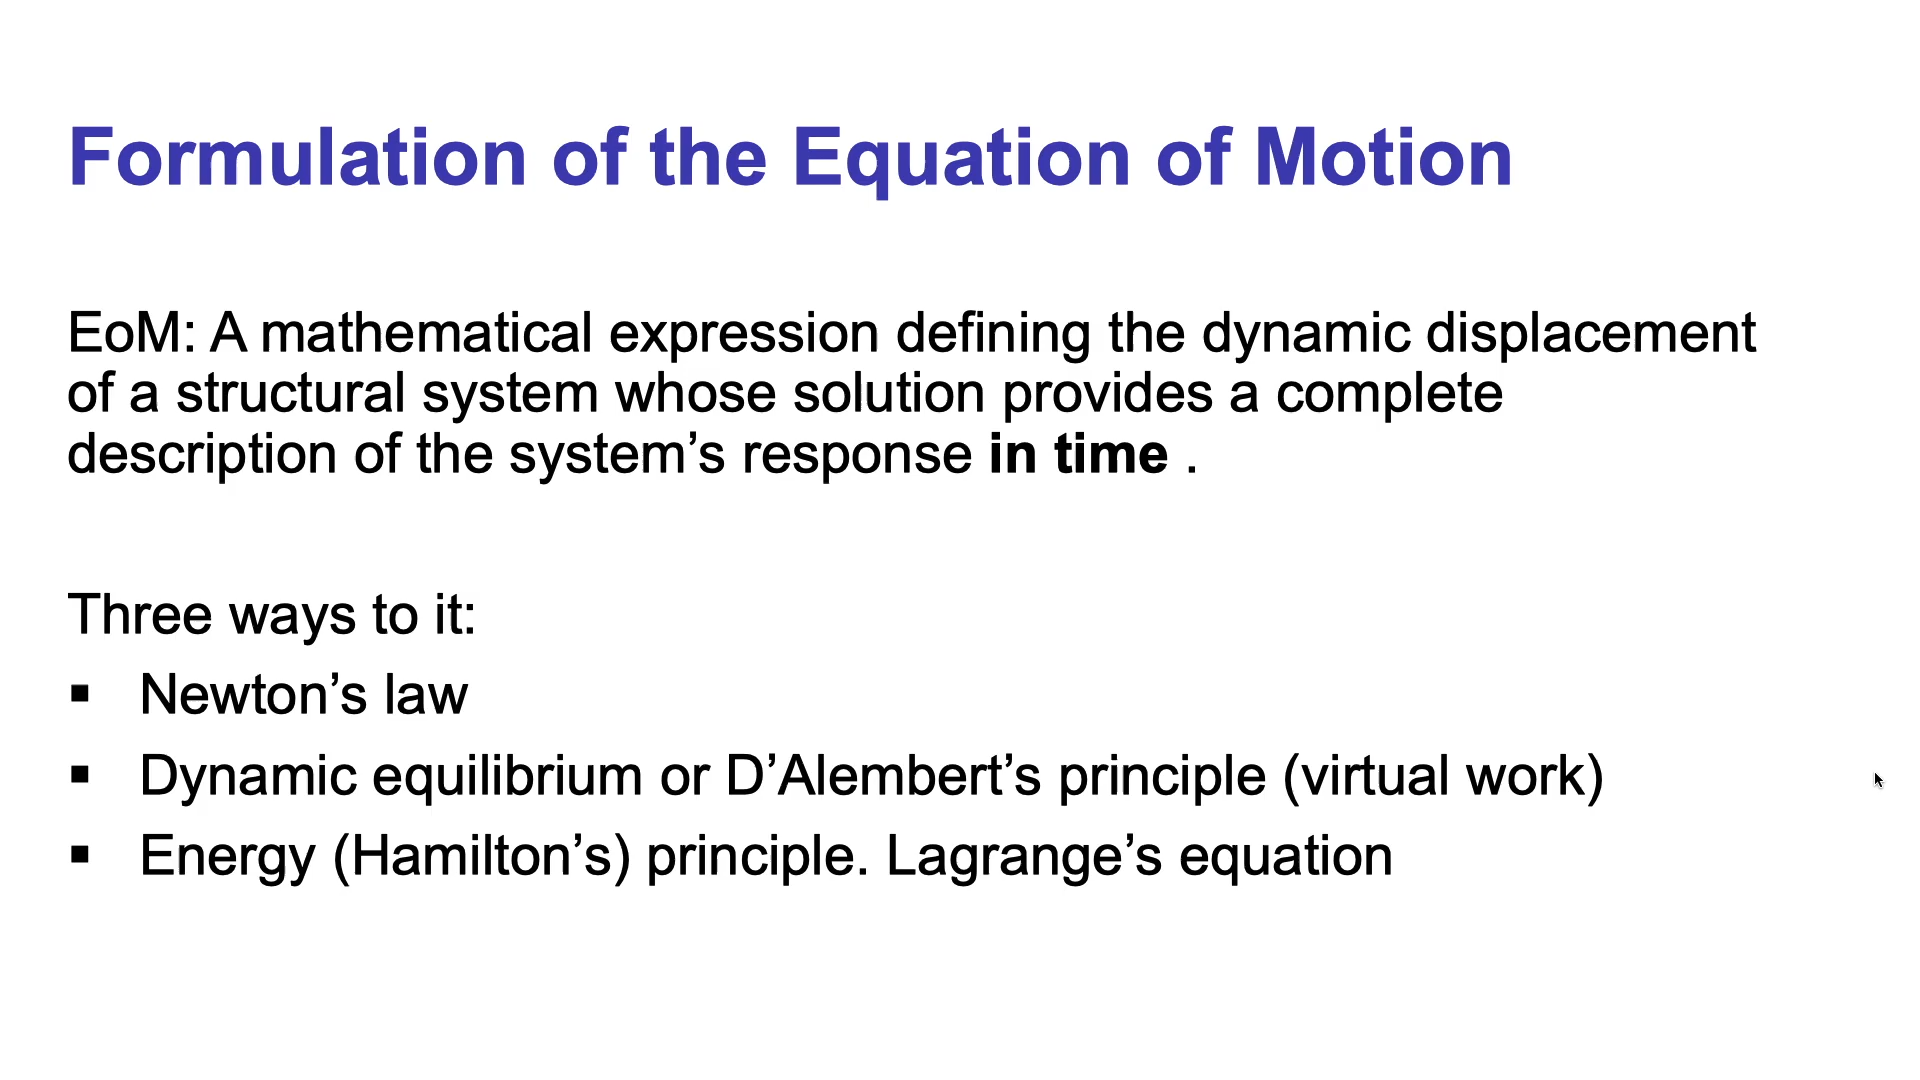 Formulation of the Equation of Motion
EoM: A mathematical expression defining the dynamic displacement
of a structural system whose solution provides a complete
description of the system’s response in time .
Three ways to it:
▪ Newton’s law
▪ Dynamic equilibrium or D’Alembert’s principle (virtual work)
▪ Energy (Hamilton’s) principle. Lagrange’s equation